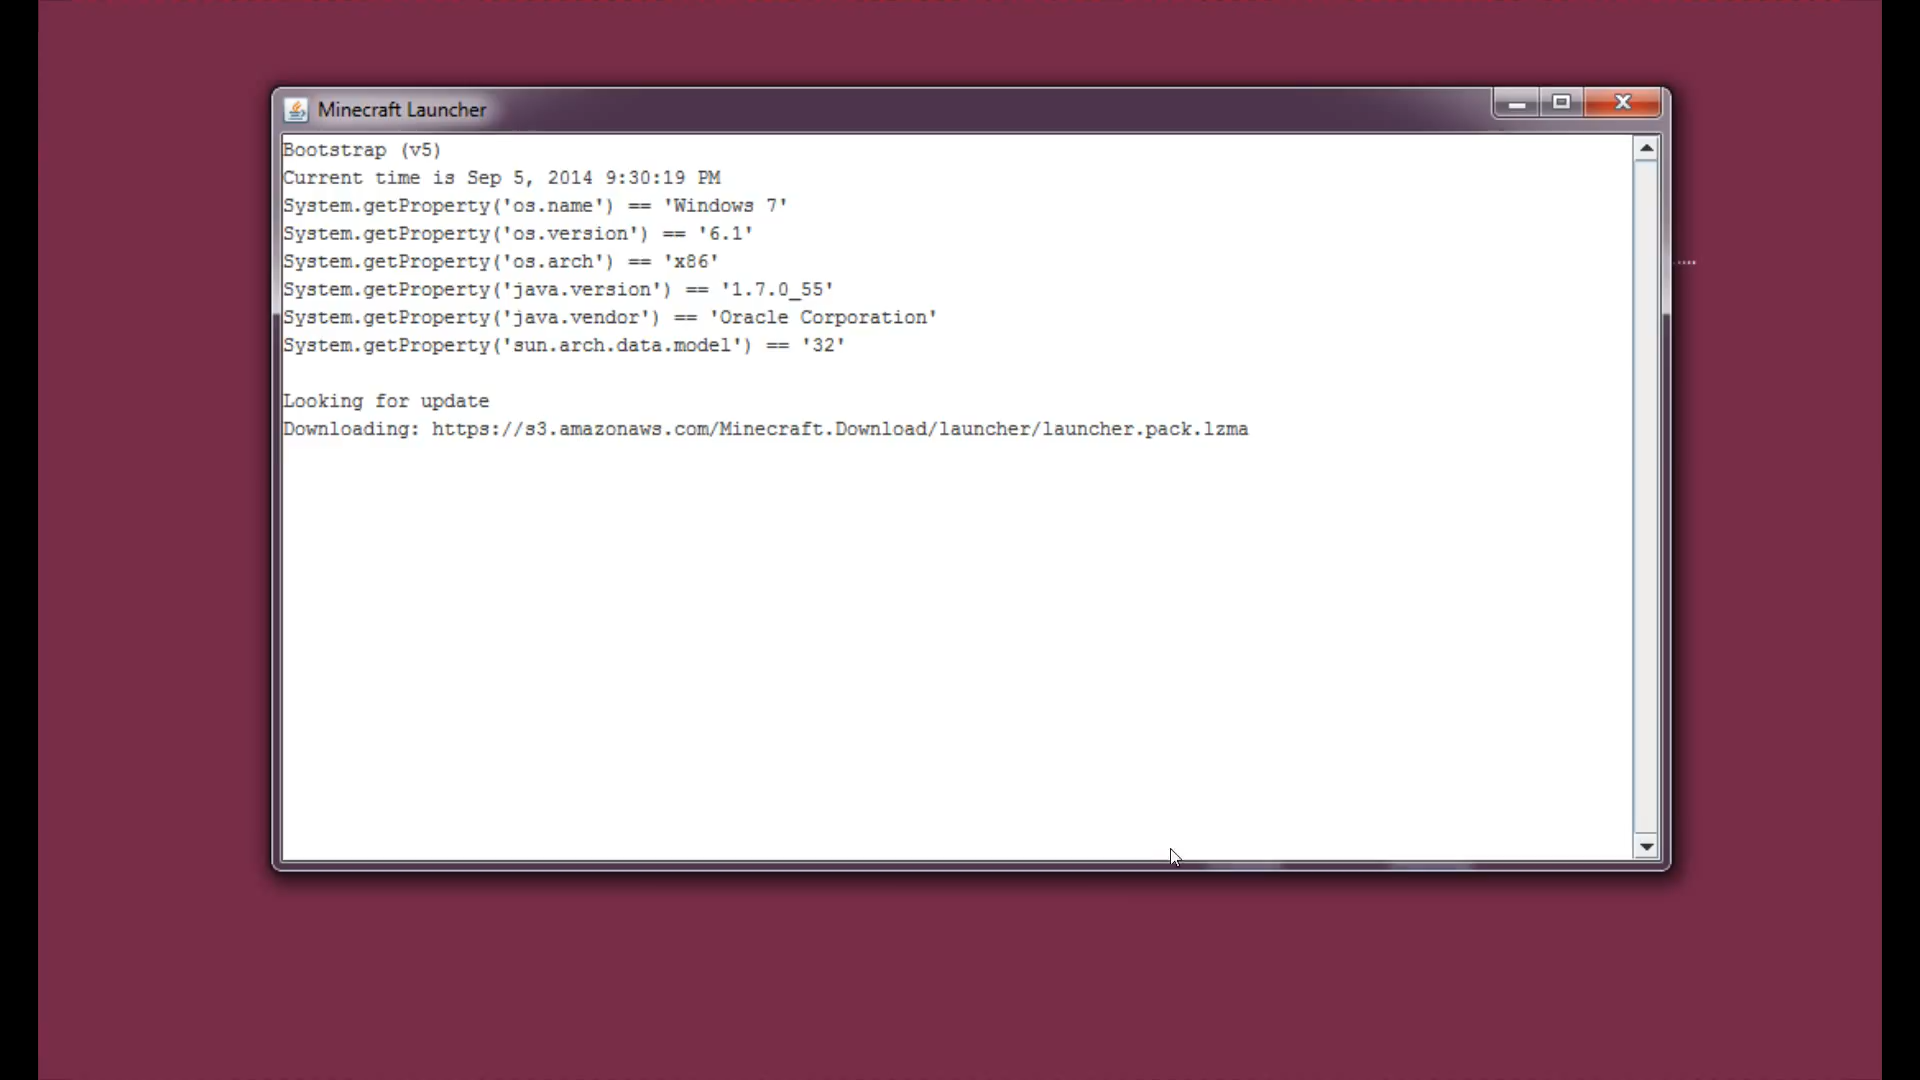 Minecraft Launcher
Bootstrap (v5)
Current time is Sep 5, 2014 9:30:19 PM
System.getProperty('os.name') == 'Windows 7'
System.getProperty('os.version') == '6.1'
System.getProperty('os.arch') == 'x86'
System.getProperty('java.version') == '1.7.0_55'
System.getProperty('java.vendor') == 'Oracle Corporation'
System.getProperty('sun.arch.data.model') == '32'
Looking for update
Downloading: https://s3.amazonaws.com/Minecraft.Download/launcher/launcher.pack.lzma